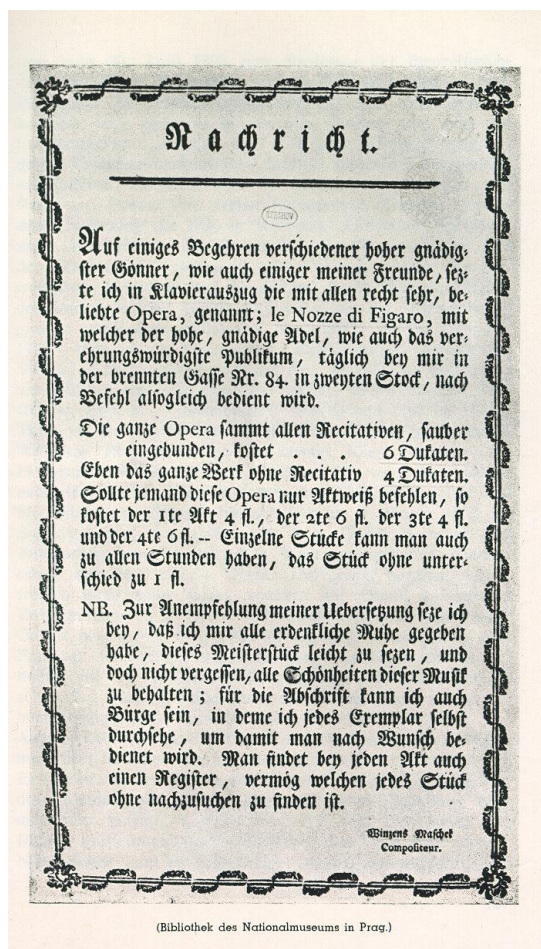 Nachricht.
STRAHOV
Auf einiges Begehren verschiedener hoher gnädig-
ster Gönner, wie auch einiger meiner Freunde, sez-
te ich in Klavierauszug die mit allen recht sehr, be-
liebte Opera, genannt; le Nozze di Figaro, mit
welcher der hohe, gnädige Adel, wie auch das ver-
ehrungswürdigste Publikum, täglich bey mir in
der brennten Gasse Nr. 84. in zweyten Stock, nach
Befehl alsogleich bedient wird.
Die ganze Opera sammt allen Recitativen, sauber
eingebunden, kostet . 6 Dukaten.
Eben das ganze Werk ohne Recitativ 4 Dukaten.
Sollte jemand diese Opera nur Aktweiß befehlen, so
kostet der 1te Akt 4 fl., der 2te 6 fl. der 3te 4 fl.
und der 4te 6 fl. -- Einzelne Stücke kann man auch
zu allen Stunden haben, das Stück ohne unter-
schied zu 1 fl.
NB. Zur Anempfehlung meiner Uebersetzung seze ich
bey, daß ich mir alle erdenkliche Muhe gegeben
habe, dieses Meisterstück leicht zu sezen, und
doch nicht vergessen, alle Schönheiten dieser Musik
zu behalten; für die Abschrift kann ich auch
Bürge sein, in deme ich jedes Exemplar selbst
durchsehe, um damit man nach Wunsch be-
dienet wird. Man findet bey jeden Akt auch
einen Register, vermög welchen jedes Stück
ohne nachzusuchen zu finden ist.
Winzens Maschek
Compositeur.
(Bibliothek des Nationalmuseums in Prag.)